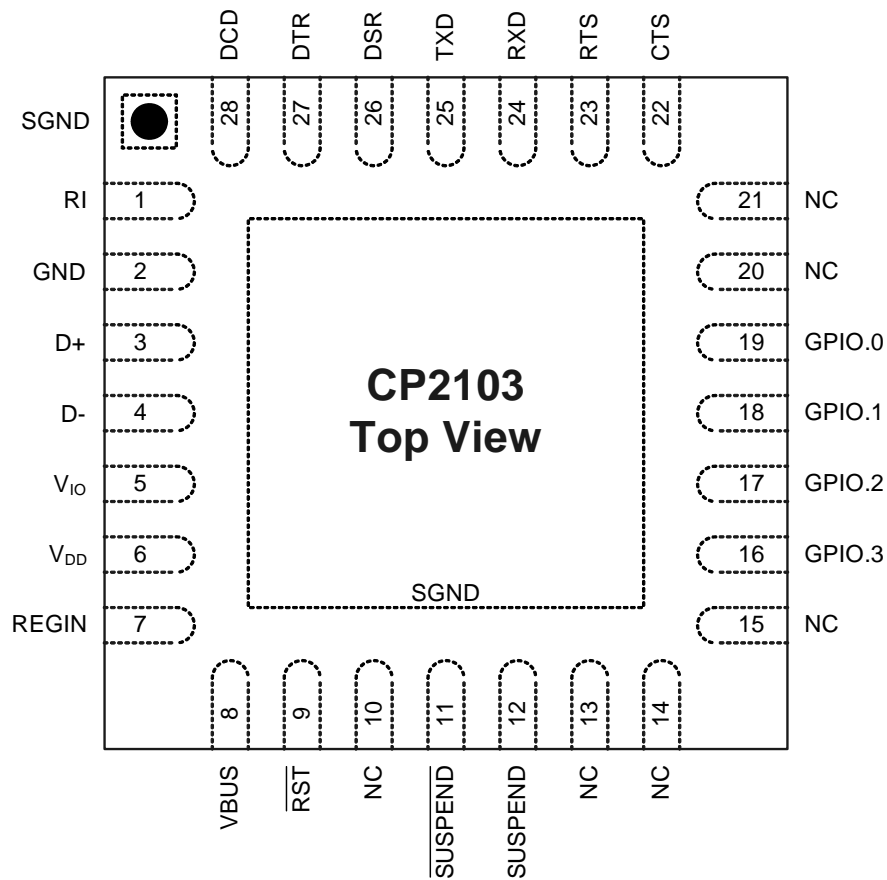 DCD DTR DSR TXD RXD RTS CTS
28 27 26 25 24 23 22
SGND
RI 1
21 NC
GND 2
20 NC
D+ 3
19 GPIO.0
D- 4
18 GPIO.1
CP2103
Top View
VIO 5
17 GPIO.2
VDD 6
16 GPIO.3
SGND
REGIN 7
15 NC
8 9 10 11 12 13 14
VBUS RST NC SUSPEND SUSPEND NC NC